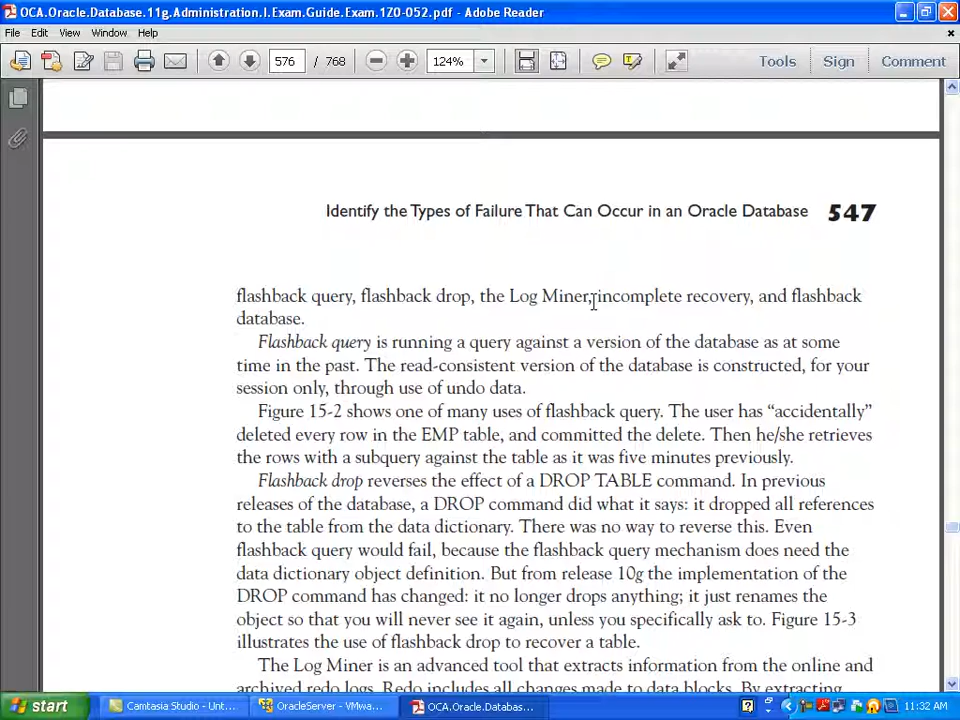 OCA.Oracle.Database.11g.Administration.I.Exam.Guide.Exam.1Z0-052.pdf - Adobe Reader
File Edit View Window Help
576 / 768 124% Tools Sign Comment
Identify the Types of Failure That Can Occur in an Oracle Database 547
flashback query, flashback drop, the Log Miner, incomplete recovery, and flashback
database.
Flashback query is running a query against a version of the database as at some
time in the past. The read-consistent version of the database is constructed, for your
session only, through use of undo data.
Figure 15-2 shows one of many uses of flashback query. The user has “accidentally”
deleted every row in the EMP table, and committed the delete. Then he/she retrieves
the rows with a subquery against the table as it was five minutes previously.
Flashback drop reverses the effect of a DROP TABLE command. In previous
releases of the database, a DROP command did what it says: it dropped all references
to the table from the data dictionary. There was no way to reverse this. Even
flashback query would fail, because the flashback query mechanism does need the
data dictionary object definition. But from release 10g the implementation of the
DROP command has changed: it no longer drops anything; it just renames the
object so that you will never see it again, unless you specifically ask to. Figure 15-3
illustrates the use of flashback drop to recover a table.
The Log Miner is an advanced tool that extracts information from the online and
archived redo logs. Redo includes all changes made to data blocks. By extracting
start Camtasia Studio - Unt... OracleServer - VMwa... OCA.Oracle.Databas... 11:32 AM